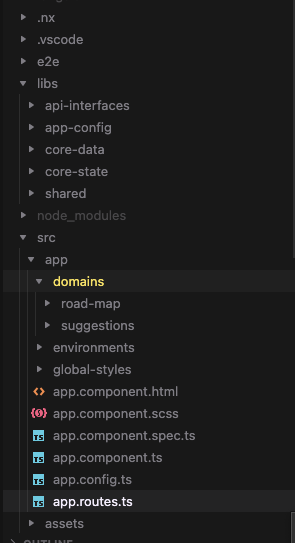 .nx
.vscode
e2e
libs
api-interfaces
app-config
core-data
core-state
shared
node_modules
src
app
domains
road-map
suggestions
environments
global-styles
<> app.component.html
{S} app.component.scss
TS app.component.spec.ts
TS app.component.ts
TS app.config.ts
TS app.routes.ts
assets
OUTLINE